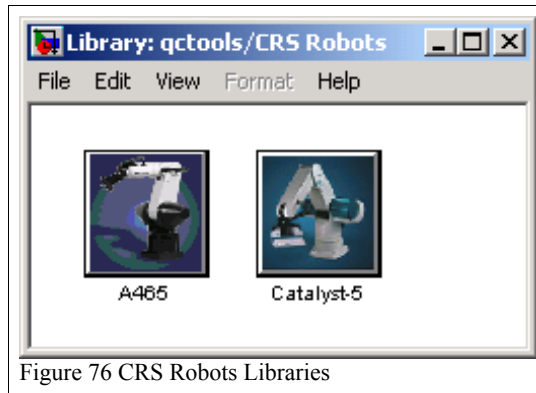 Library: qctools/CRS Robots
File Edit View Format Help
A465 Catalyst-5
Figure 76 CRS Robots Libraries